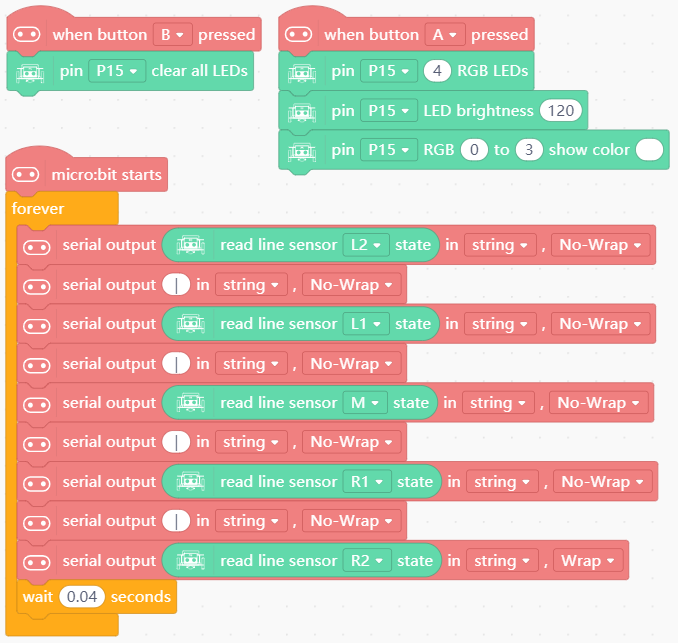 when button B pressed
pin P15 clear all LEDs
when button A pressed
pin P15 4 RGB LEDs
pin P15 LED brightness 120
pin P15 RGB 0 to 3 show color
micro:bit starts
forever
serial output read line sensor L2 state in string , No-Wrap
serial output | in string , No-Wrap
serial output read line sensor L1 state in string , No-Wrap
serial output | in string , No-Wrap
serial output read line sensor M state in string , No-Wrap
serial output | in string , No-Wrap
serial output read line sensor R1 state in string , No-Wrap
serial output | in string , No-Wrap
serial output read line sensor R2 state in string , Wrap
wait 0.04 seconds